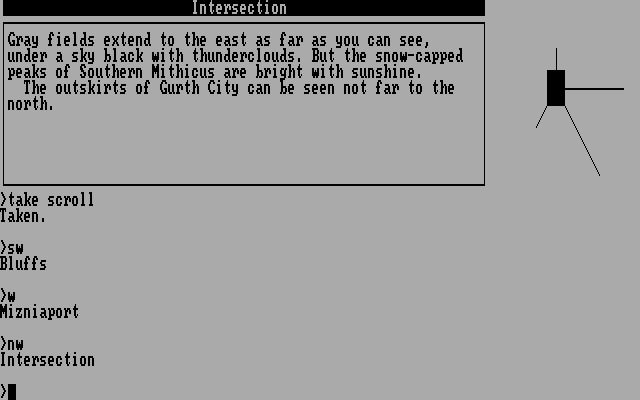 Intersection
Gray fields extend to the east as far as you can see,
under a sky black with thunderclouds. But the snow-capped
peaks of Southern Mithicus are bright with sunshine.
The outskirts of Gurth City can be seen not far to the
north.
>take scroll
Taken.
>sw
Bluffs
>w
Mizniaport
>nw
Intersection
>